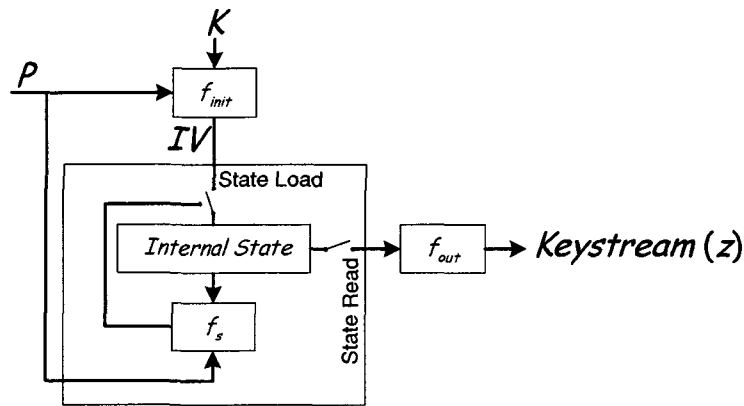 K
P
f_init
IV
State Load
Internal State
State Read
f_out
Keystream (z)
f_s